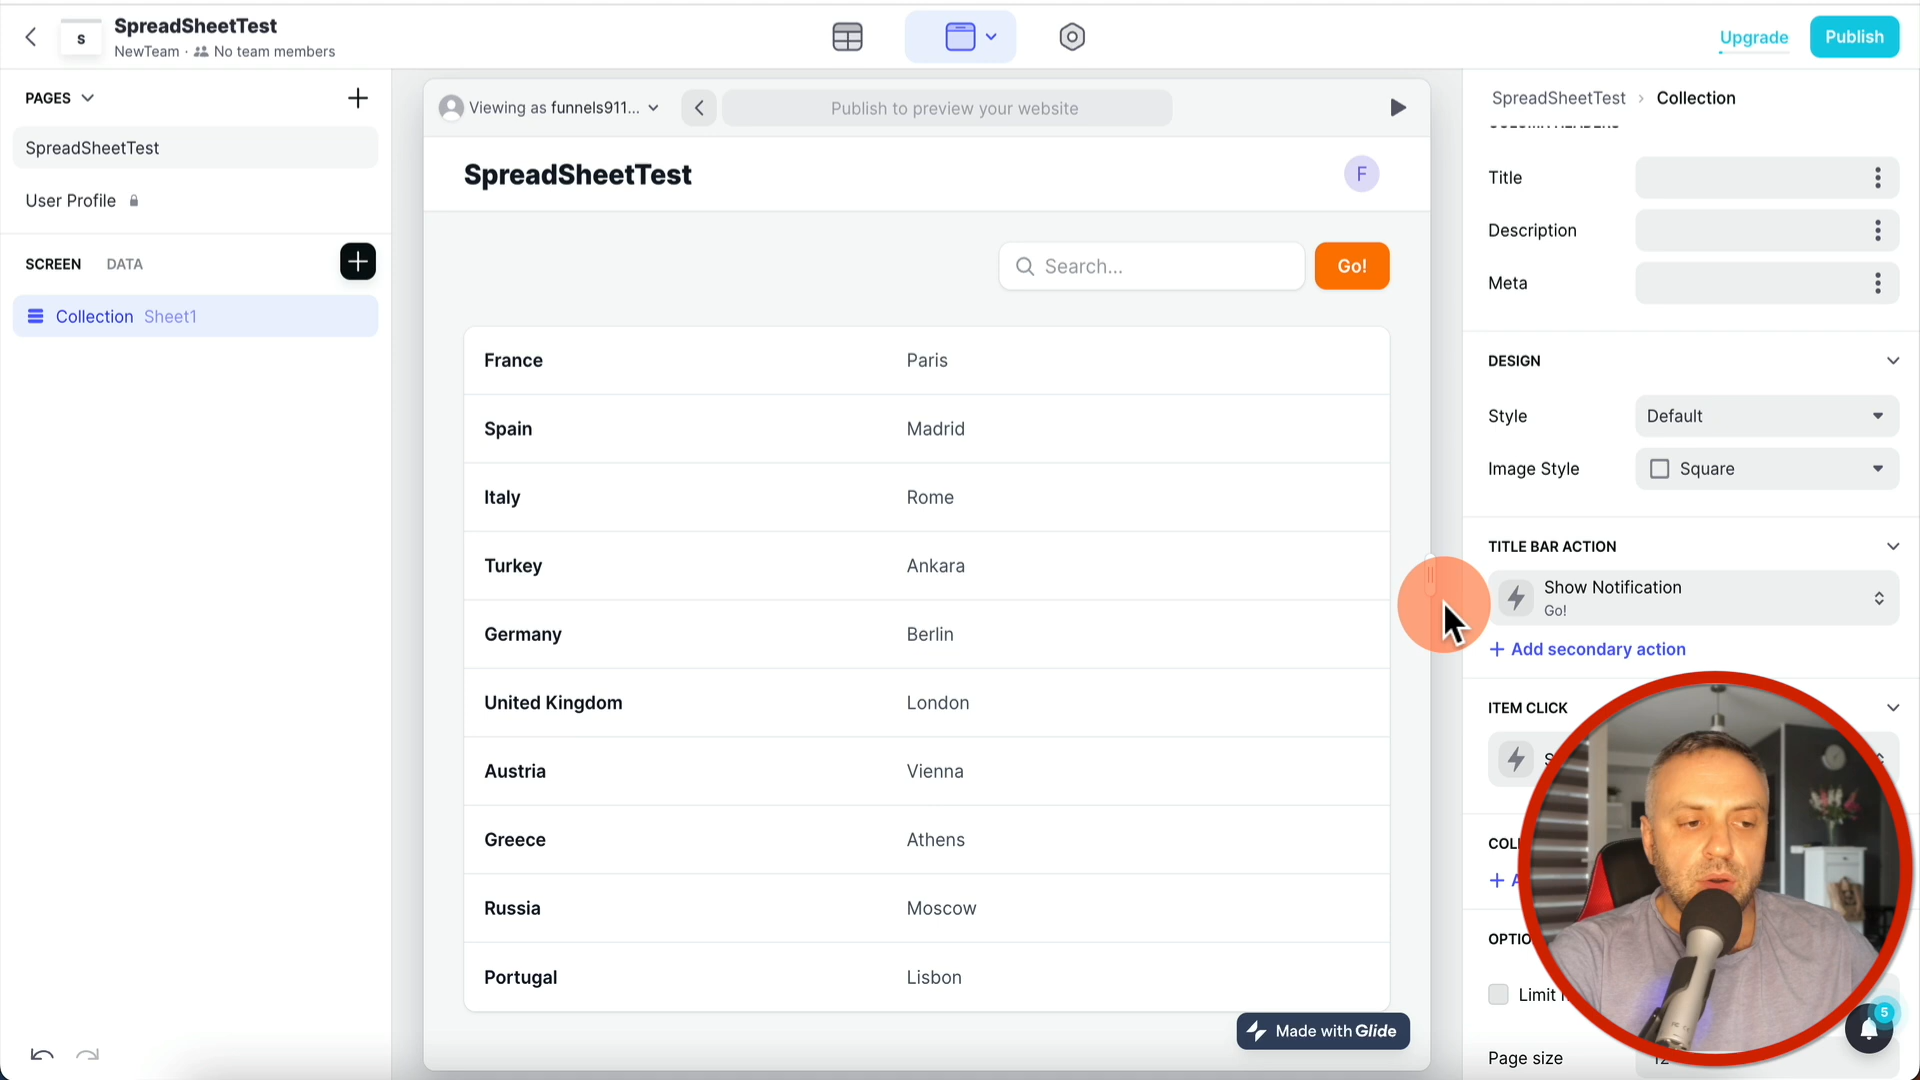 S
SpreadSheetTest
NewTeam · No team members
Upgrade
Publish
PAGES
SpreadSheetTest
User Profile
SCREEN
DATA
Collection Sheet1
Viewing as funnels911...
Publish to preview your website
SpreadSheetTest
F
Search...
Go!
France Paris
Spain Madrid
Italy Rome
Turkey Ankara
Germany Berlin
United Kingdom London
Austria Vienna
Greece Athens
Russia Moscow
Portugal Lisbon
Made with Glide
SpreadSheetTest › Collection
COLUMN HEADERS
Title
Description
Meta
DESIGN
Style Default
Image Style Square
TITLE BAR ACTION
Show Notification
Go!
+ Add secondary action
ITEM CLICK
Limit
5
Page size